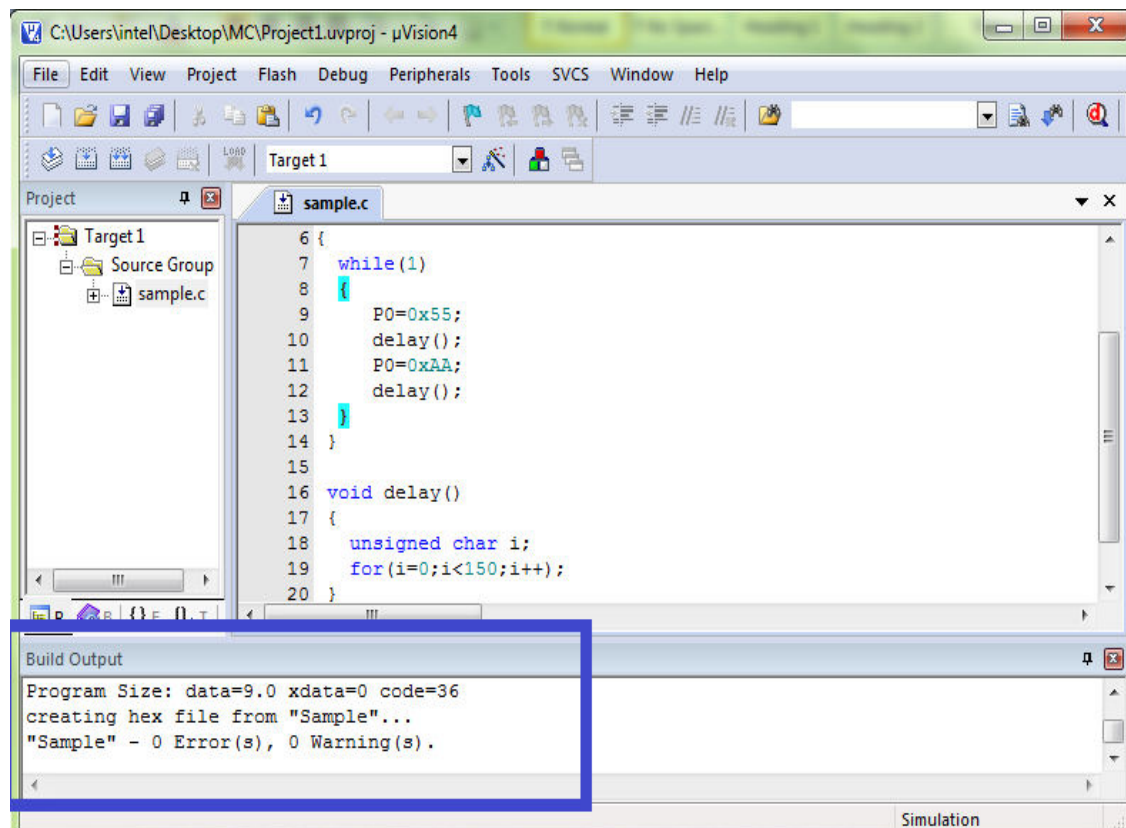 C:\Users\intel\Desktop\MC\Project1.uvproj - µVision4
File Edit View Project Flash Debug Peripherals Tools SVCS Window Help
LOAD Target 1
Project
sample.c
Target 1
Source Group
sample.c
6 {
7 while(1)
8 {
9 P0=0x55;
10 delay();
11 P0=0xAA;
12 delay();
13 }
14 }
15
16 void delay()
17 {
18 unsigned char i;
19 for(i=0;i<150;i++);
20 }
Build Output
Program Size: data=9.0 xdata=0 code=36
creating hex file from "Sample"...
"Sample" - 0 Error(s), 0 Warning(s).
Simulation